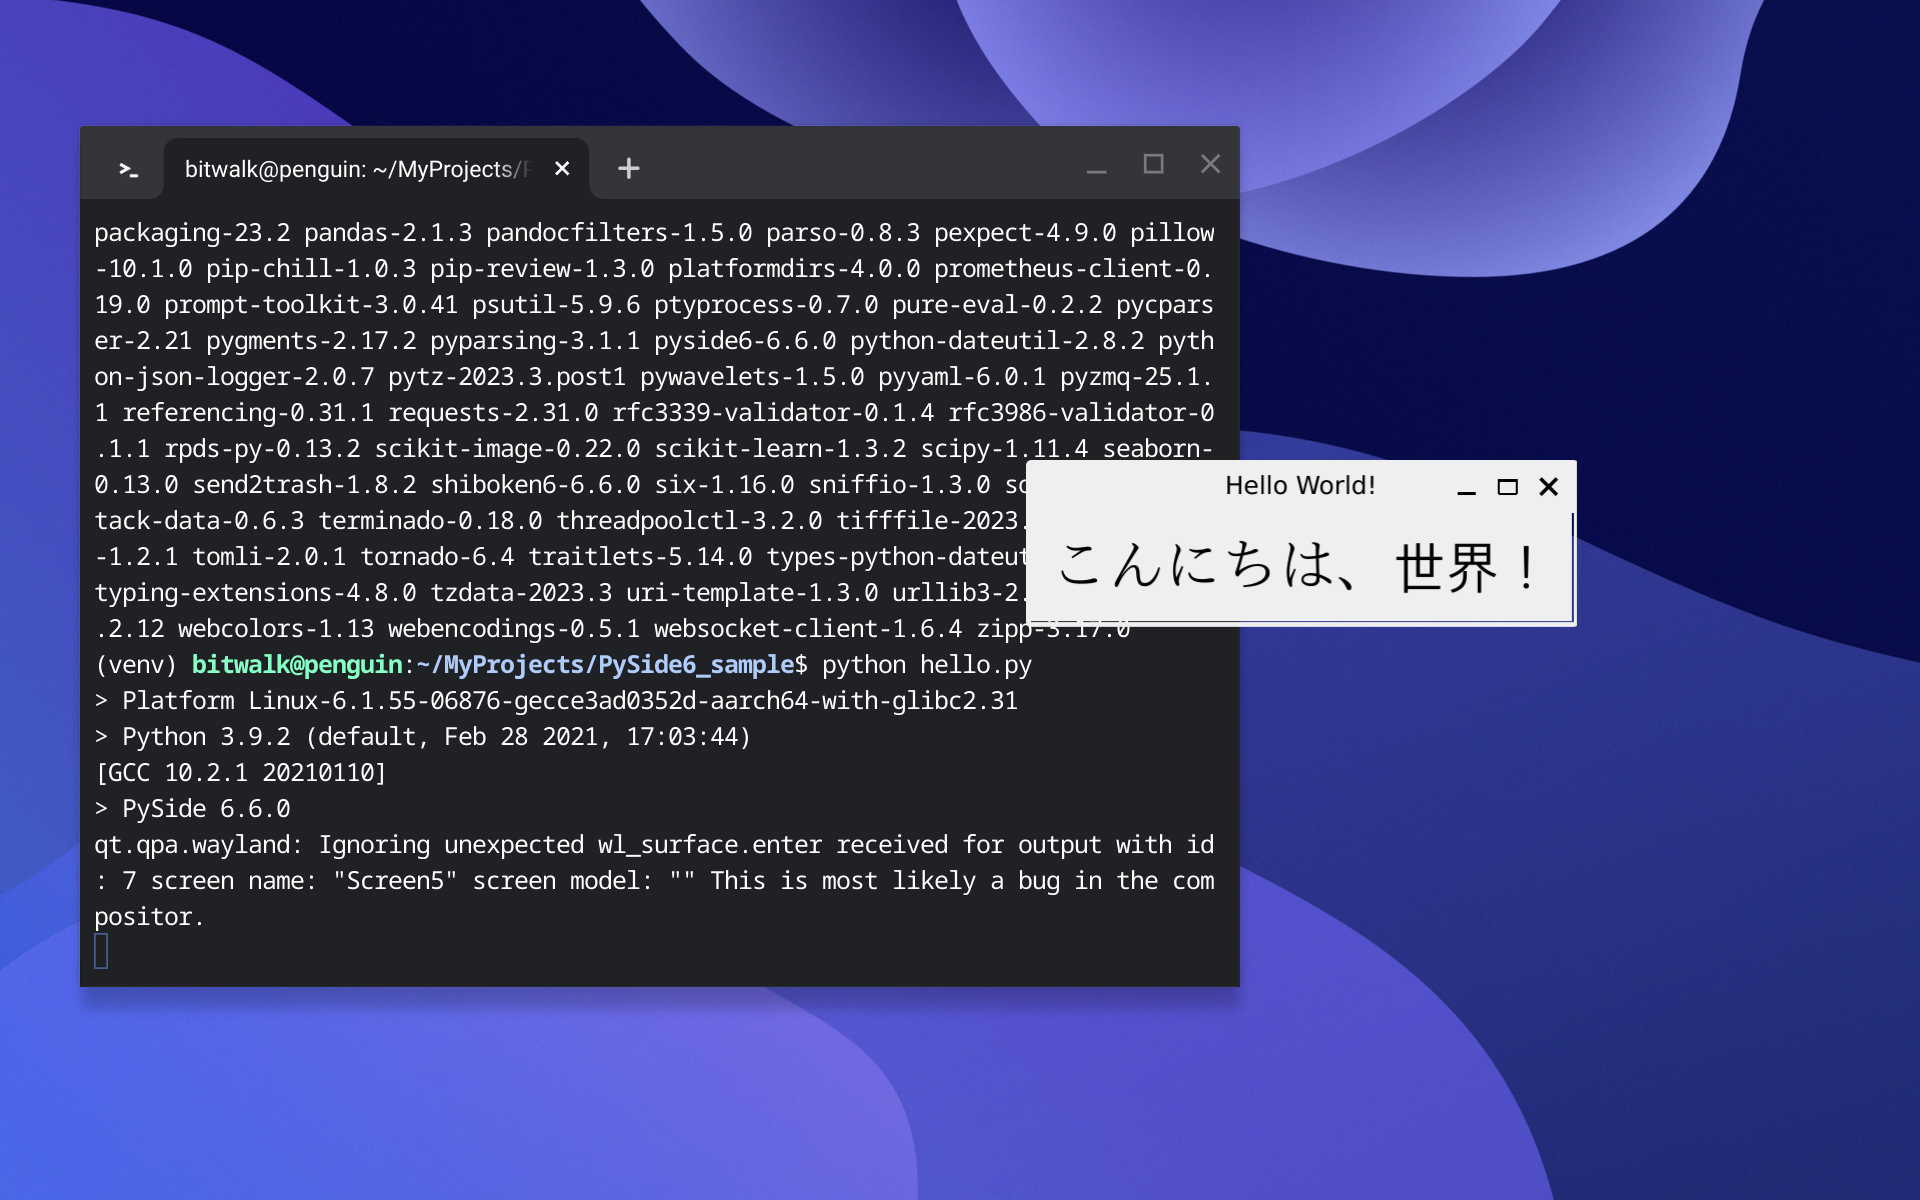 bitwalk@penguin: ~/MyProjects/
packaging-23.2 pandas-2.1.3 pandocfilters-1.5.0 parso-0.8.3 pexpect-4.9.0 pillow
-10.1.0 pip-chill-1.0.3 pip-review-1.3.0 platformdirs-4.0.0 prometheus-client-0.
19.0 prompt-toolkit-3.0.41 psutil-5.9.6 ptyprocess-0.7.0 pure-eval-0.2.2 pycpars
er-2.21 pygments-2.17.2 pyparsing-3.1.1 pyside6-6.6.0 python-dateutil-2.8.2 pyth
on-json-logger-2.0.7 pytz-2023.3.post1 pywavelets-1.5.0 pyyaml-6.0.1 pyzmq-25.1.
1 referencing-0.31.1 requests-2.31.0 rfc3339-validator-0.1.4 rfc3986-validator-0
.1.1 rpds-py-0.13.2 scikit-image-0.22.0 scikit-learn-1.3.2 scipy-1.11.4 seaborn-
0.13.0 send2trash-1.8.2 shiboken6-6.6.0 six-1.16.0 sniffio-1.3.0
tack-data-0.6.3 terminado-0.18.0 threadpoolctl-3.2.0 tifffile-2023.
-1.2.1 tomli-2.0.1 tornado-6.4 traitlets-5.14.0 types-python-dateut
typing-extensions-4.8.0 tzdata-2023.3 uri-template-1.3.0 urllib3-2.
.2.12 webcolors-1.13 webencodings-0.5.1 websocket-client-1.6.4 zipp-3.17.0
(venv) bitwalk@penguin:~/MyProjects/PySide6_sample$ python hello.py
> Platform Linux-6.1.55-06876-gecce3ad0352d-aarch64-with-glibc2.31
> Python 3.9.2 (default, Feb 28 2021, 17:03:44)
[GCC 10.2.1 20210110]
> PySide 6.6.0
qt.qpa.wayland: Ignoring unexpected wl_surface.enter received for output with id
: 7 screen name: "Screen5" screen model: "" This is most likely a bug in the com
positor.
Hello World!
こんにちは、世界！